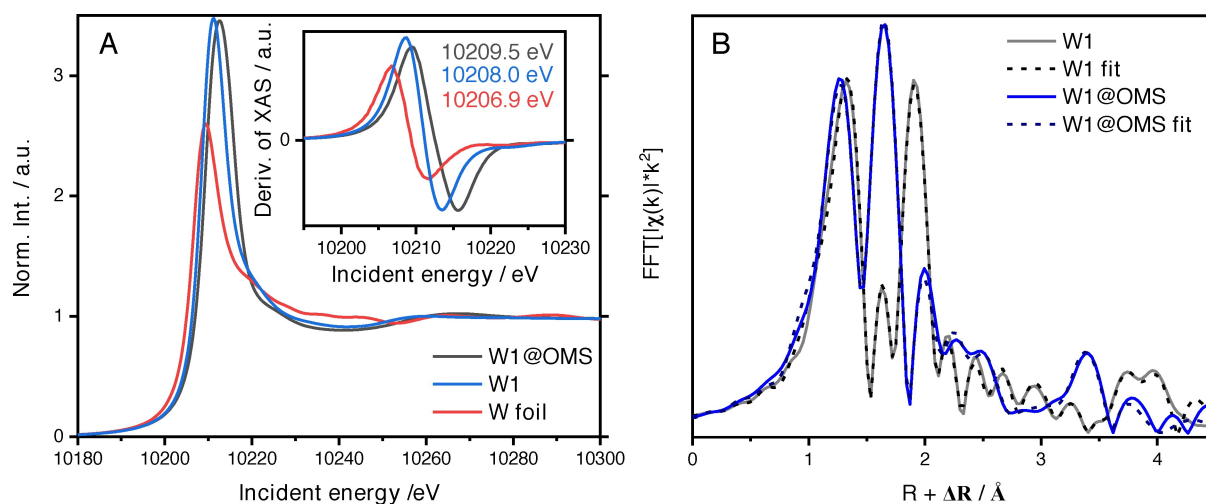 A
10209.5 eV
10208.0 eV
10206.9 eV
0
Deriv. of XAS / a.u.
10200 10210 10220 10230
Incident energy / eV
3
2
1
0
Norm. Int. / a.u.
W1@OMS
W1
W foil
10180 10200 10220 10240 10260 10280 10300
Incident energy /eV
B
W1
W1 fit
W1@OMS
W1@OMS fit
FFT[|χ(k)|*k²]
0 1 2 3 4
R + ΔR / Å